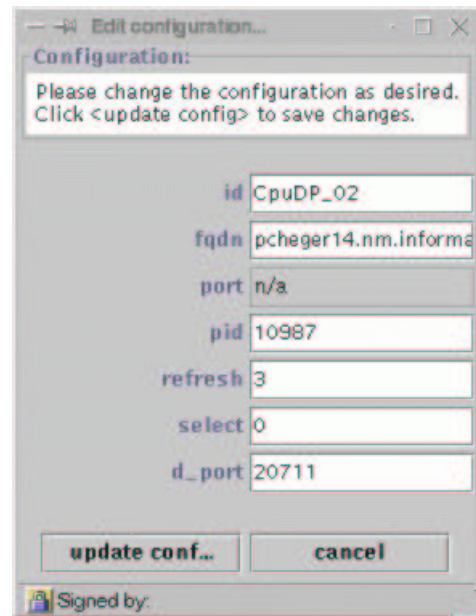 Edit configuration...
Configuration:
Please change the configuration as desired.
Click <update config> to save changes.
id CpuDP_02
fqdn pcheger14.nm.informa
port n/a
pid 10987
refresh 3
select 0
d_port 20711
update conf... cancel
Signed by: